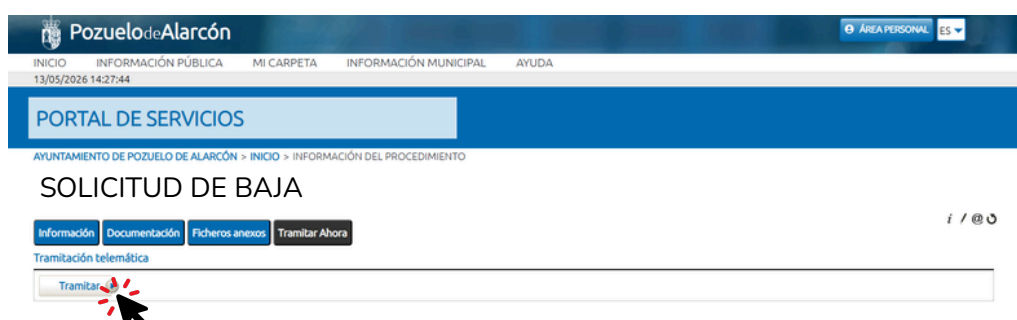 PozuelodeAlarcón
ÁREA PERSONAL ES
INICIO INFORMACIÓN PÚBLICA MI CARPETA INFORMACIÓN MUNICIPAL AYUDA
13/05/2026 14:27:44
PORTAL DE SERVICIOS
AYUNTAMIENTO DE POZUELO DE ALARCÓN > INICIO > INFORMACIÓN DEL PROCEDIMIENTO
SOLICITUD DE BAJA
i / @
Información Documentación Ficheros anexos Tramitar Ahora
Tramitación telemática
Tramitar